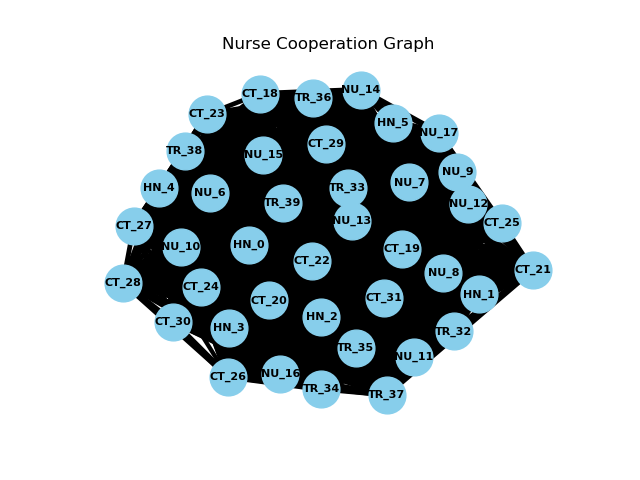 Nurse Cooperation Graph
NU_14
CT_18
TR_36
CT_23
HN_5
NU_17
CT_29
TR_38
NU_15
NU_9
NU_7
HN_4
TR_33
NU_6
TR_39
NU_12
NU_13
CT_25
CT_27
HN_0
NU_10
CT_19
CT_22
CT_21
NU_8
CT_28
CT_24
HN_1
CT_31
CT_20
HN_2
CT_30
HN_3
TR_32
TR_35
NU_11
NU_16
CT_26
TR_34
TR_37